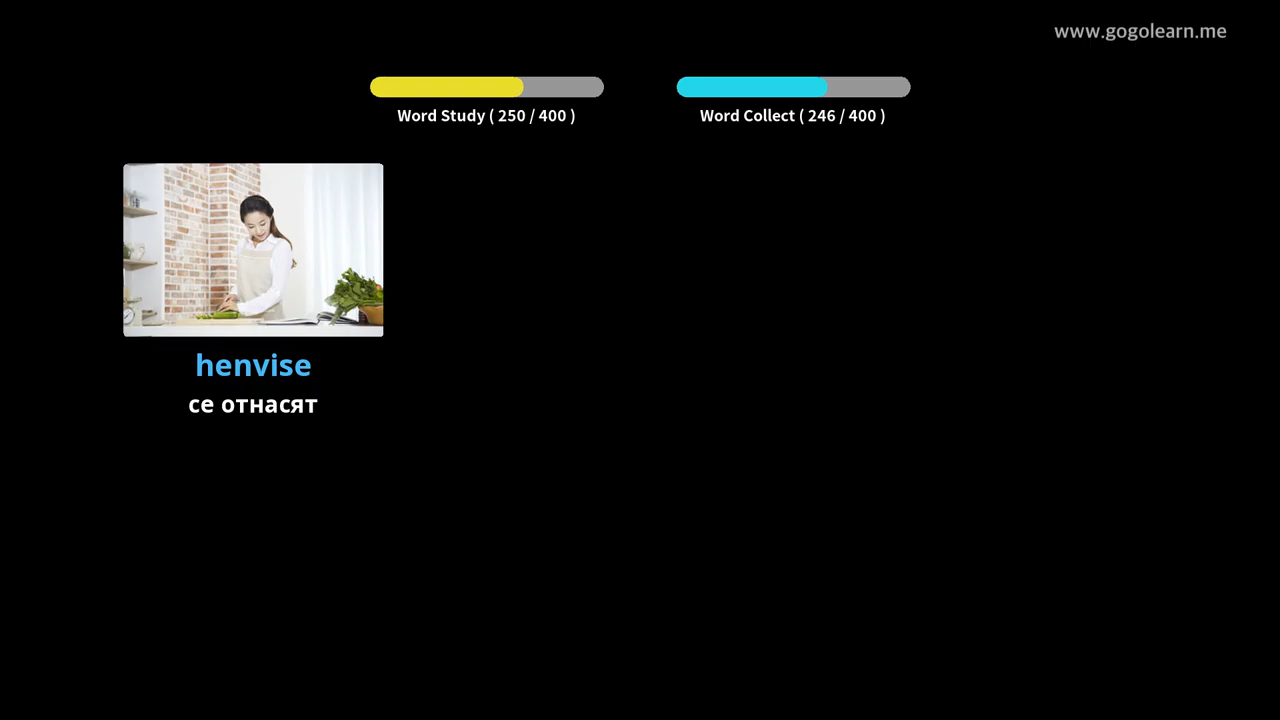 www.gogolearn.me
Word Study ( 250 / 400 )
Word Collect ( 246 / 400 )
henvise
се отнасят